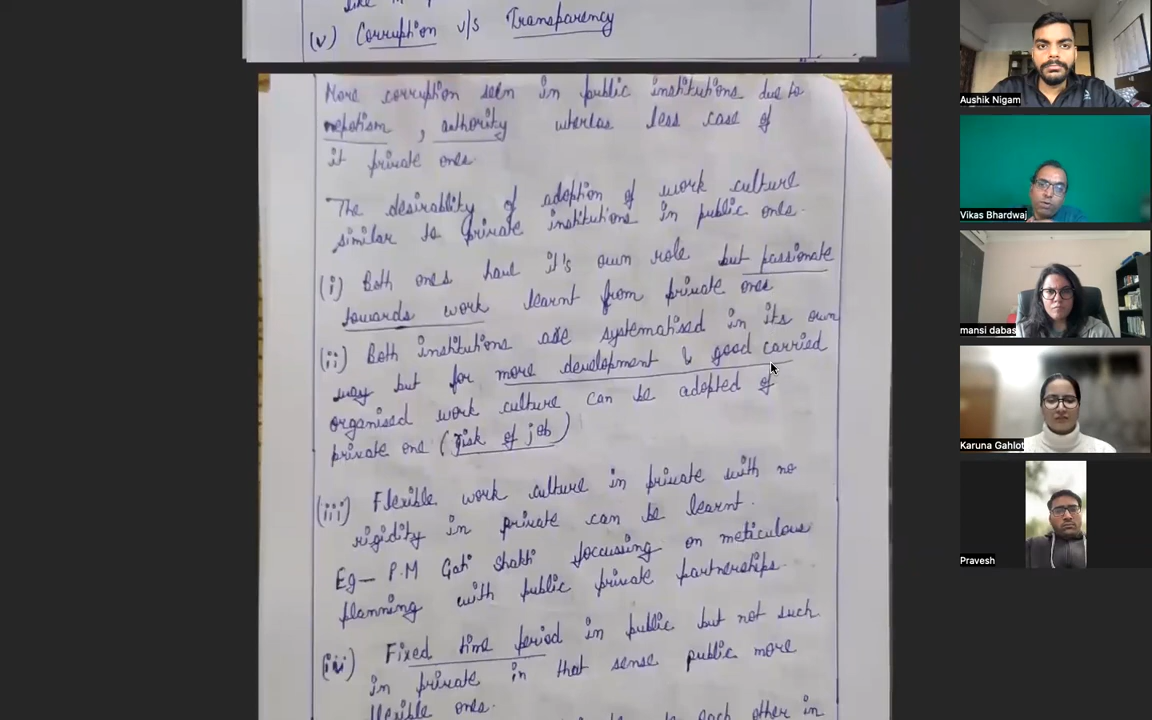 (v) Corruption v/s Transparency
More corruption seen in public institutions due to
nepotism, authority whereas less case of
it private ones.
The desirablity of adoption of work culture
similar to private institutions in public ones.
(i) Both ones have it's own role but passionate
towards work learnt from private ones
(ii) Both institutions are systematised in its own
way but for more development & good carried
organised work culture can be adopted of
private one (risk of job)
(iii) Flexible work culture in private with no
rigidity in private can be learnt.
Eg— P.M Gati Shakti focussing on meticulous
planning with public private partnerships.
(iv) Fixed time period in public but not such
in private in that sense public more
flexible ones.
each other in
Aushik Nigam
Vikas Bhardwaj
mansi dabas
Karuna Gahlot
Pravesh